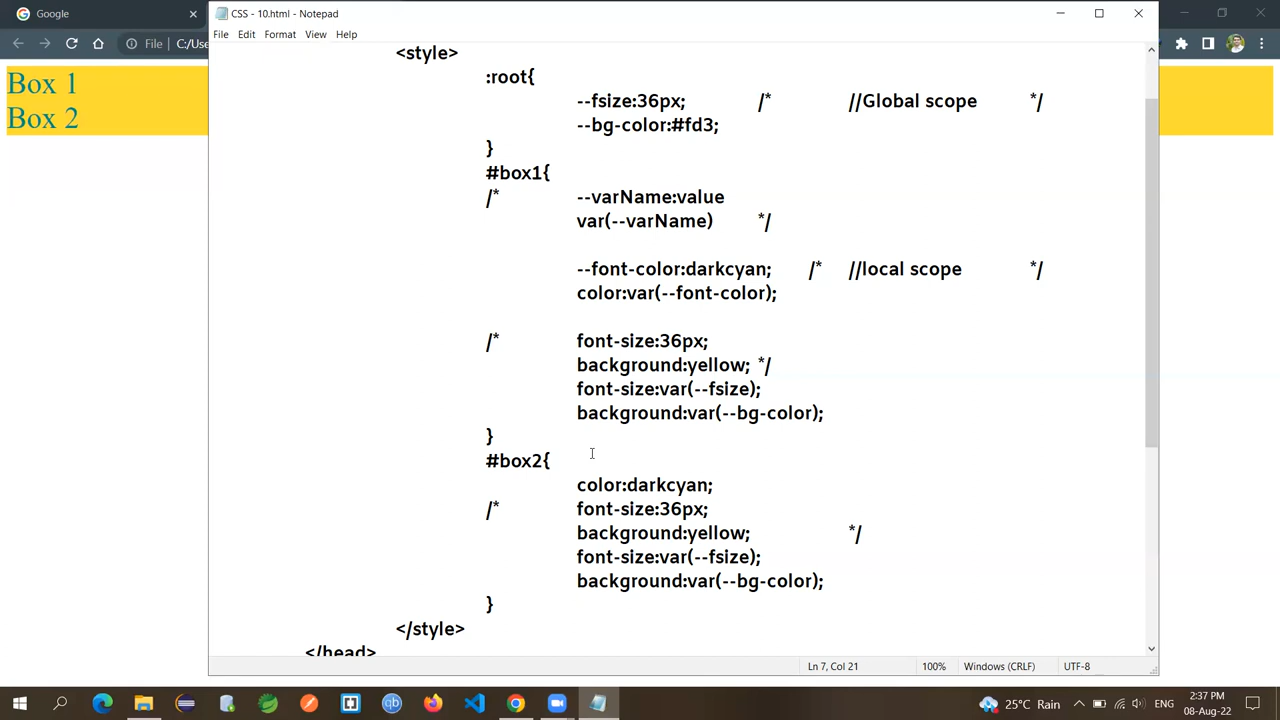 Google
CSS - 10.html - Notepad
File C:/Use
File Edit Format View Help
Box 1
Box 2
<style>
:root{
--fsize:36px; /* //Global scope */
--bg-color:#fd3;
}
#box1{
/* --varName:value
var(--varName) */
--font-color:darkcyan; /* //local scope */
color:var(--font-color);
/* font-size:36px;
background:yellow; */
font-size:var(--fsize);
background:var(--bg-color);
}
#box2{
color:darkcyan;
/* font-size:36px;
background:yellow; */
font-size:var(--fsize);
background:var(--bg-color);
}
</style>
</head>
Ln 7, Col 21 100% Windows (CRLF) UTF-8
qb 25°C Rain ENG 2:37 PM
08-Aug-22